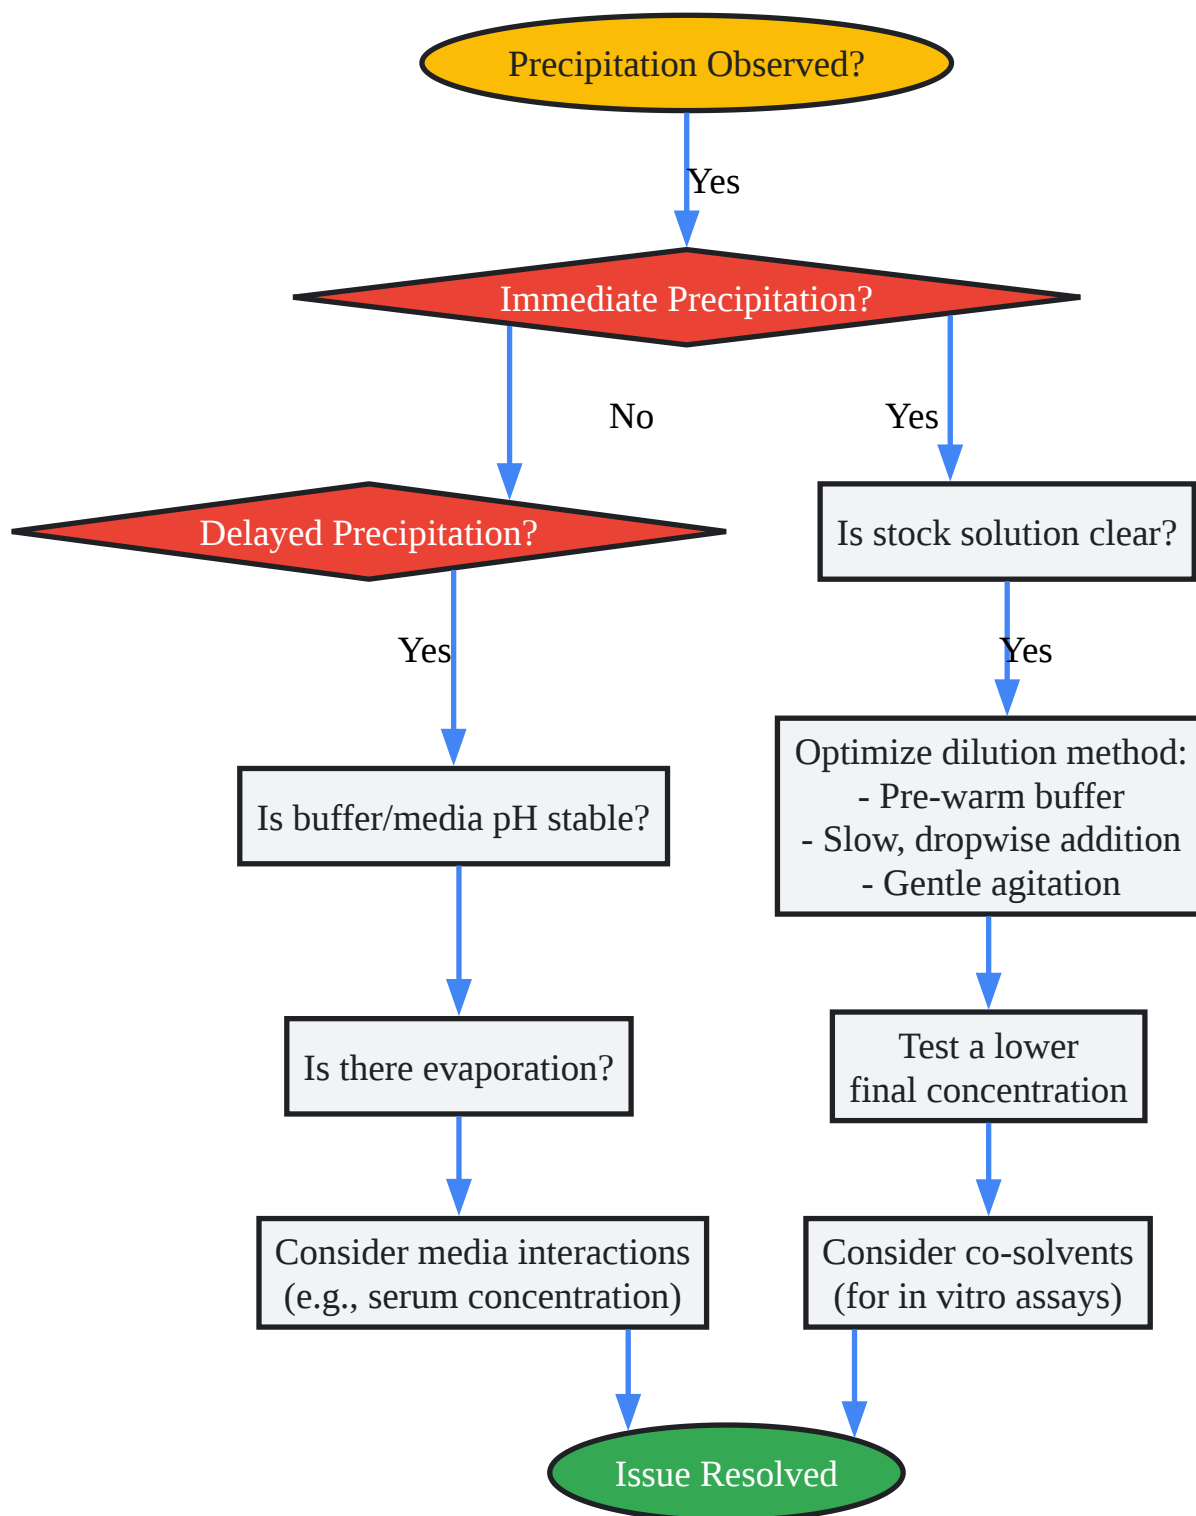 Precipitation Observed?
Yes
Immediate Precipitation?
No
Yes
Delayed Precipitation?
Is stock solution clear?
Yes
Yes
Optimize dilution method:
- Pre-warm buffer
- Slow, dropwise addition
- Gentle agitation
Is buffer/media pH stable?
Is there evaporation?
Test a lower
final concentration
Consider media interactions
(e.g., serum concentration)
Consider co-solvents
(for in vitro assays)
Issue Resolved